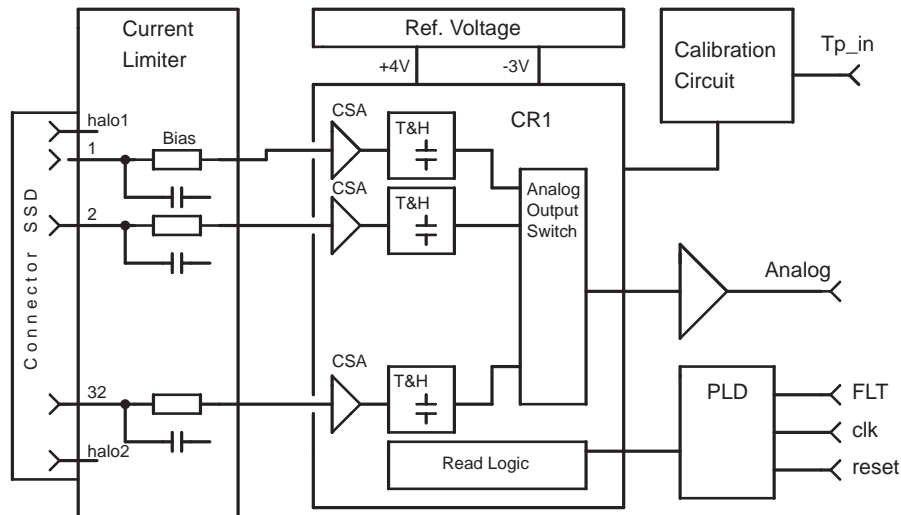 Current
Limiter
Ref. Voltage
Calibration
Circuit
Tp_in
+4V
-3V
CR1
halo1
1
Bias
CSA
T&H
2
CSA
T&H
Analog
Output
Switch
Connector SSD
Analog
32
CSA
T&H
halo2
Read Logic
PLD
FLT
clk
reset